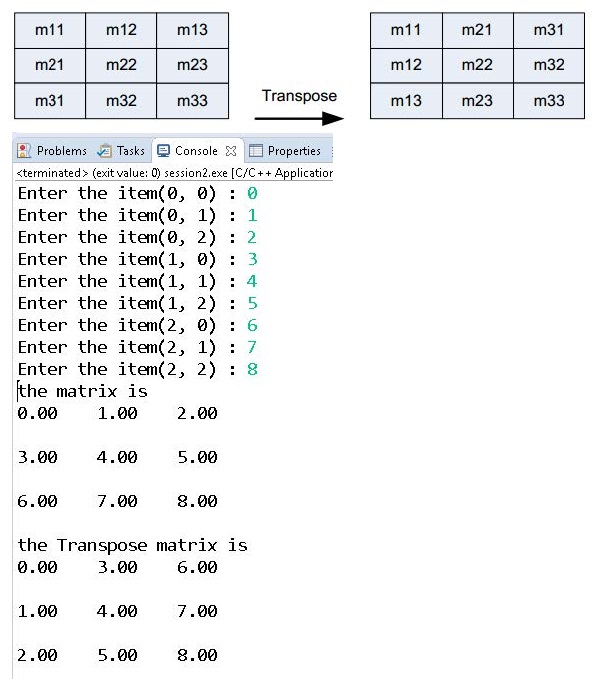 m11 m12 m13 m11 m21 m31
m21 m22 m23 m12 m22 m32
m31 m32 m33 m13 m23 m33
Transpose
Problems Tasks Console Properties
<terminated> (exit value: 0) session2.exe [C/C++ Application
Enter the item(0, 0) : 0
Enter the item(0, 1) : 1
Enter the item(0, 2) : 2
Enter the item(1, 0) : 3
Enter the item(1, 1) : 4
Enter the item(1, 2) : 5
Enter the item(2, 0) : 6
Enter the item(2, 1) : 7
Enter the item(2, 2) : 8
the matrix is
0.00 1.00 2.00
3.00 4.00 5.00
6.00 7.00 8.00
the Transpose matrix is
0.00 3.00 6.00
1.00 4.00 7.00
2.00 5.00 8.00